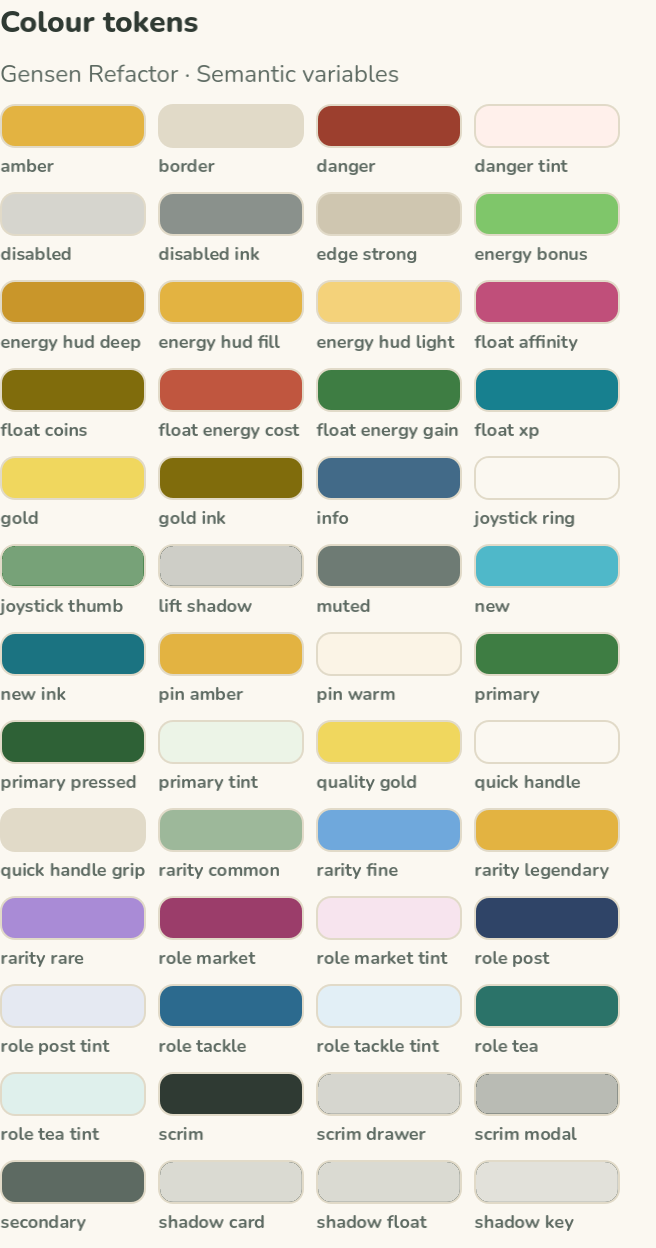 Colour tokens
Gensen Refactor · Semantic variables
amber border danger danger tint
disabled disabled ink edge strong energy bonus
energy hud deep energy hud fill energy hud light float affinity
float coins float energy cost float energy gain float xp
gold gold ink info joystick ring
joystick thumb lift shadow muted new
new ink pin amber pin warm primary
primary pressed primary tint quality gold quick handle
quick handle grip rarity common rarity fine rarity legendary
rarity rare role market role market tint role post
role post tint role tackle role tackle tint role tea
role tea tint scrim scrim drawer scrim modal
secondary shadow card shadow float shadow key